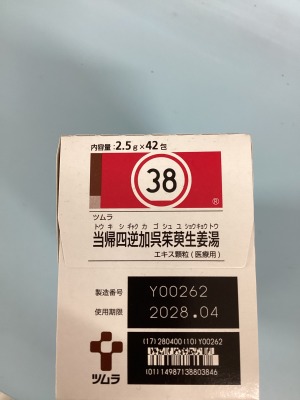 内容量:2.5g×42包
38
®
ツムラ
トウ キ シ ギャク カ ゴ シュ ユ ショウキョウ トウ
当帰四逆加呉茱萸生姜湯
エキス顆粒(医療用)
製造番号 Y00262
使用期限 2028.04
(17)280400(10)Y00262
(01)14987138803846
ツムラ